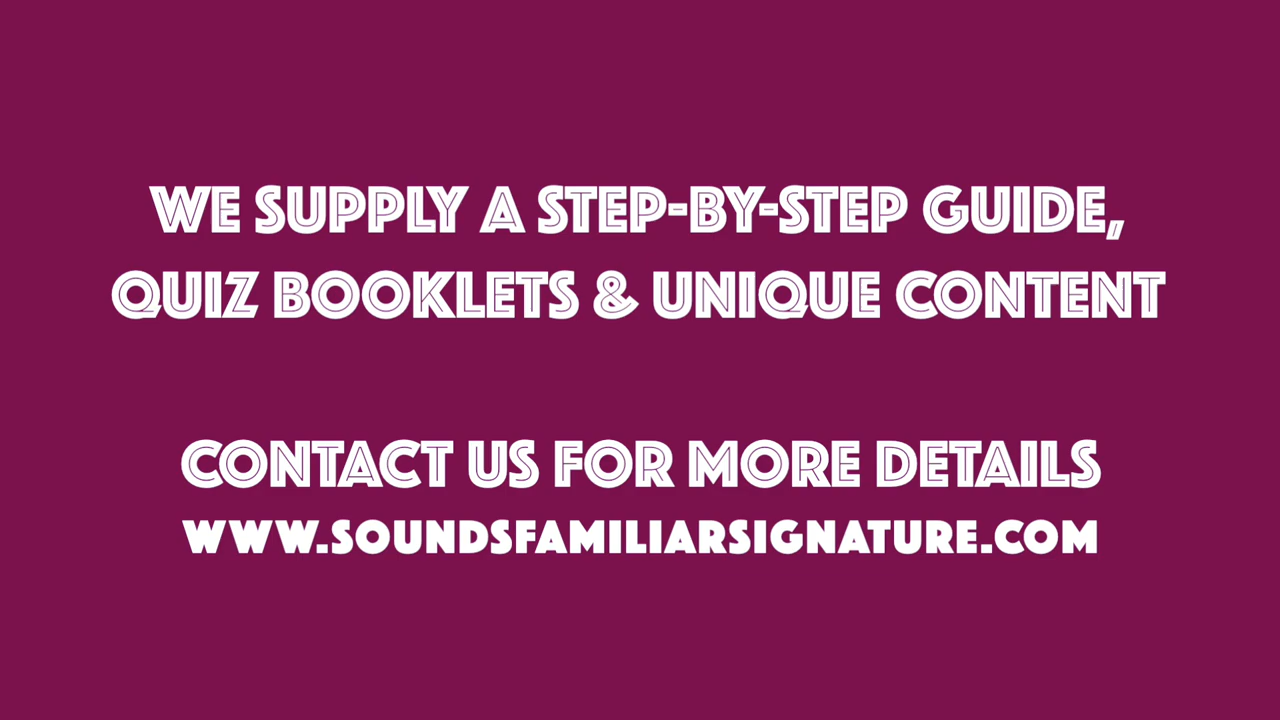 WE SUPPLY A STEP-BY-STEP GUIDE,
QUIZ BOOKLETS & UNIQUE CONTENT
CONTACT US FOR MORE DETAILS
WWW.SOUNDSFAMILIARSIGNATURE.COM